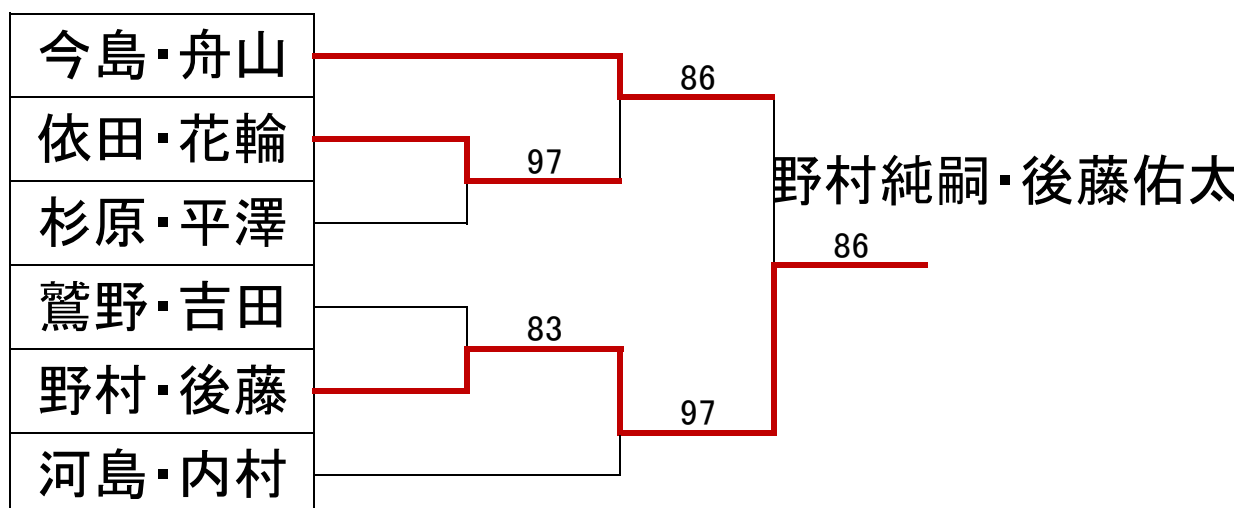 今島・舟山
依田・花輪
杉原・平澤
鷲野・吉田
野村・後藤
河島・内村
97
83
86
97
野村純嗣・後藤佑太
86